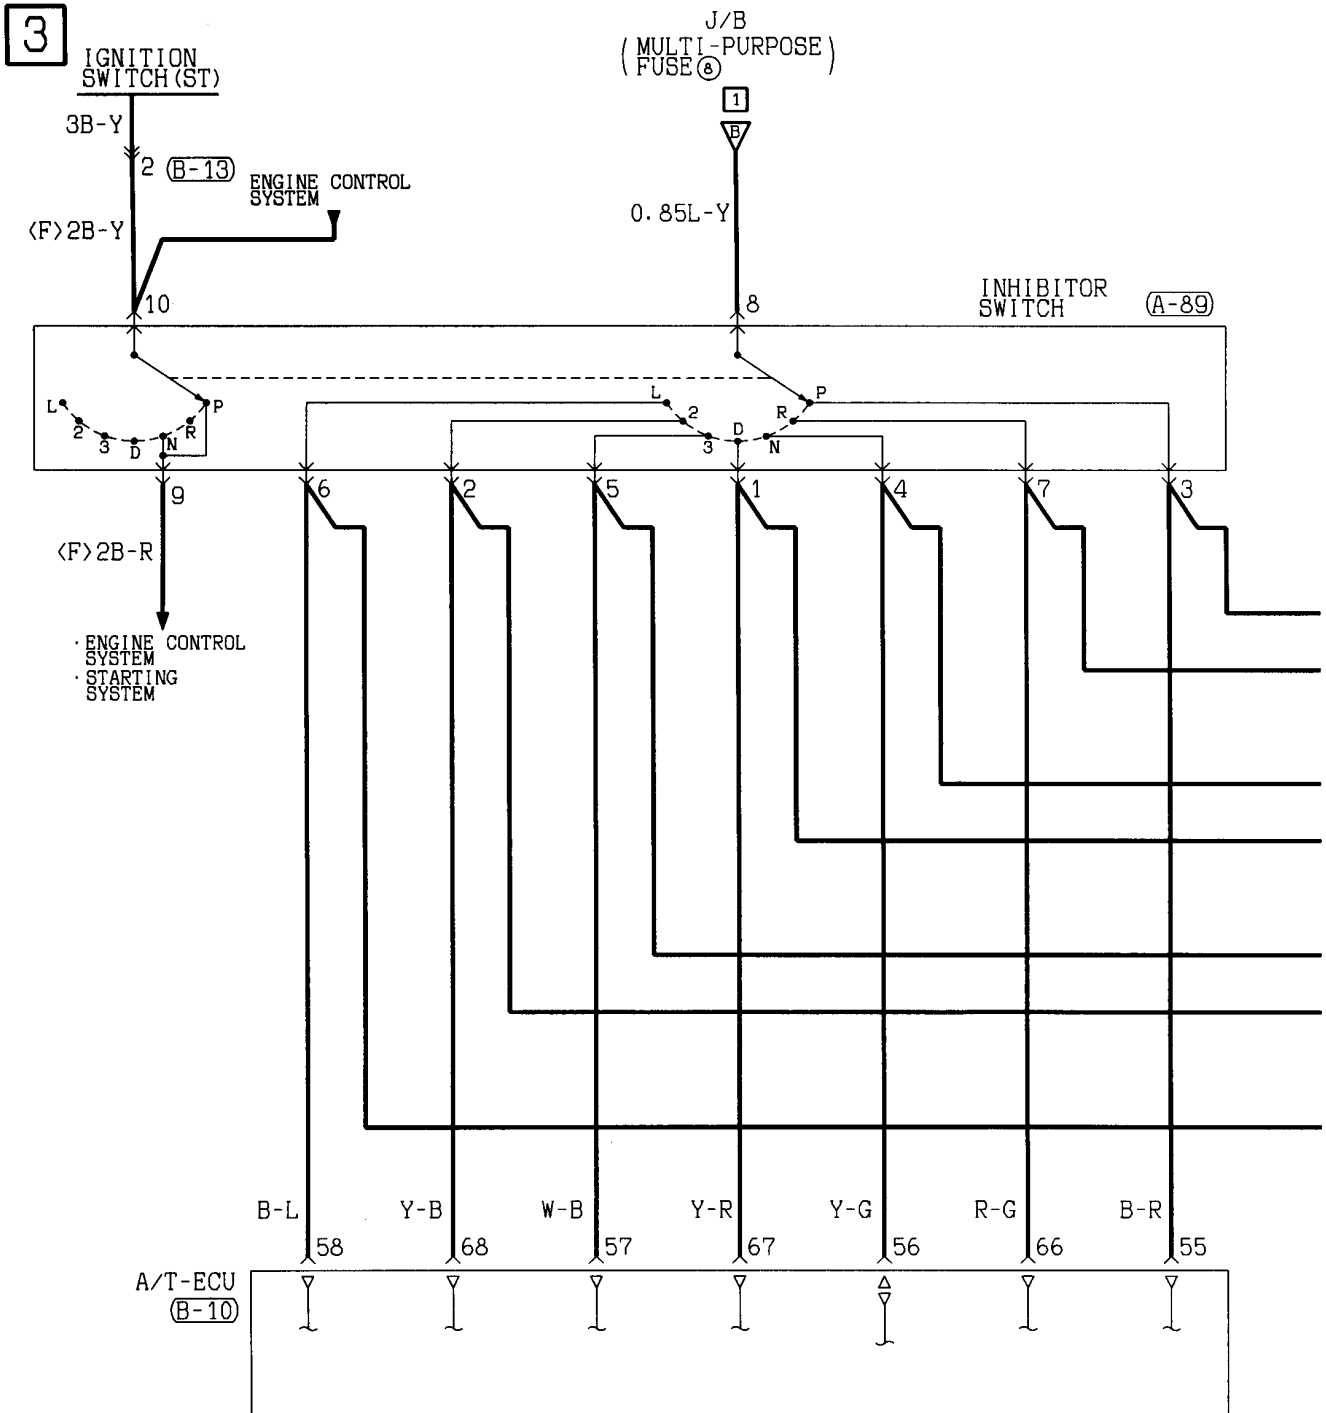 3
IGNITION
SWITCH(ST)
J/B
(MULTI-PURPOSE
FUSE⑧)
1
B
3B-Y
2 (B-13)
ENGINE CONTROL
SYSTEM
<F>2B-Y
0.85L-Y
10
8
INHIBITOR
SWITCH
(A-89)
L 2 3 D N R P
L 2 3 D N R P
9 6 2 5 1 4 7 3
<F>2B-R
·ENGINE CONTROL
SYSTEM
·STARTING
SYSTEM
B-L Y-B W-B Y-R Y-G R-G B-R
58 68 57 67 56 66 55
A/T-ECU
(B-10)